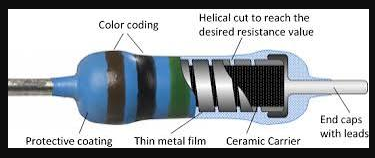 Color coding
Helical cut to reach the
desired resistance value
Protective coating
Thin metal film
Ceramic Carrier
End caps
with leads